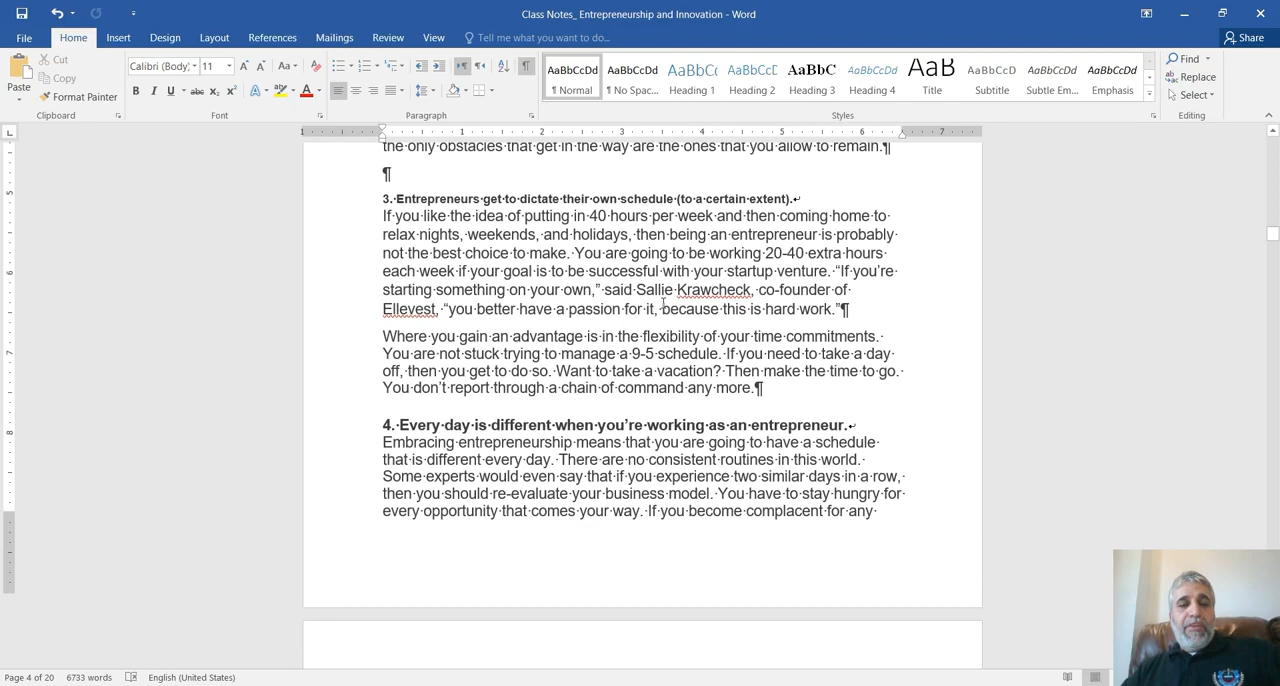 Class Notes_ Entrepreneurship and Innovation - Word
File Home Insert Design Layout References Mailings Review View Tell me what you want to do... Share
Paste Cut Copy Format Painter Clipboard
Calibri (Body) 11 Aa Font
Paragraph
AaBbCcDd ¶ Normal
AaBbCcDd ¶ No Spac...
AaBbCc Heading 1
AaBbCcD Heading 2
AaBbC Heading 3
AaBbCcDd Heading 4
AaB Title
AaBbCcD Subtitle
AaBbCcDd Subtle Em...
AaBbCcDd Emphasis
Styles
Find Replace Select Editing
the only obstacles that get in the way are the ones that you allow to remain.¶
¶
3. Entrepreneurs get to dictate their own schedule (to a certain extent).
If you like the idea of putting in 40 hours per week and then coming home to
relax nights, weekends, and holidays, then being an entrepreneur is probably
not the best choice to make. You are going to be working 20-40 extra hours
each week if your goal is to be successful with your startup venture. “If you’re
starting something on your own,” said Sallie Krawcheck, co-founder of
Ellevest, “you better have a passion for it, because this is hard work.”¶
Where you gain an advantage is in the flexibility of your time commitments.
You are not stuck trying to manage a 9-5 schedule. If you need to take a day
off, then you get to do so. Want to take a vacation? Then make the time to go.
You don’t report through a chain of command any more.¶
4. Every day is different when you’re working as an entrepreneur.
Embracing entrepreneurship means that you are going to have a schedule
that is different every day. There are no consistent routines in this world.
Some experts would even say that if you experience two similar days in a row,
then you should re-evaluate your business model. You have to stay hungry for
every opportunity that comes your way. If you become complacent for any
Page 4 of 20 6733 words English (United States)